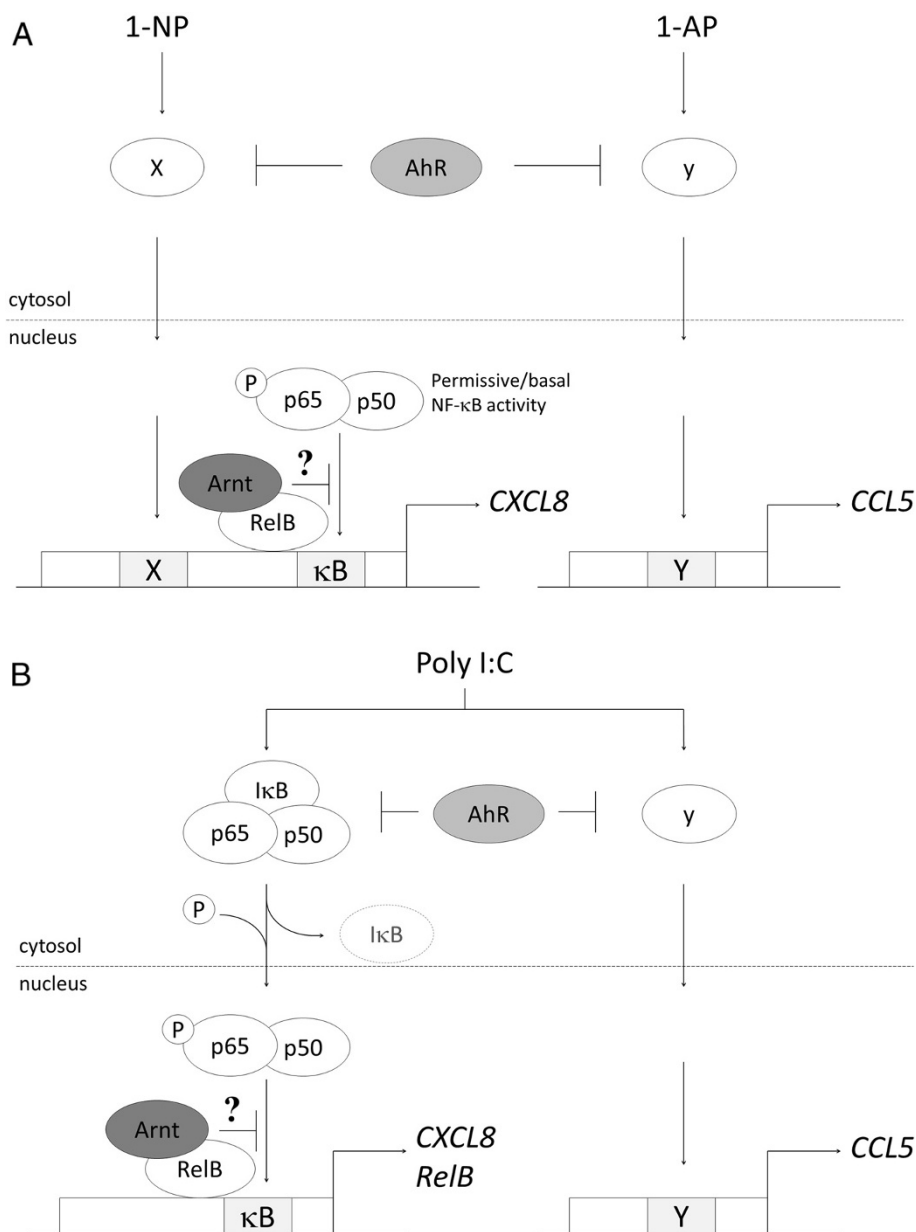 A
1-NP
1-AP
X
AhR
y
cytosol
nucleus
P
p65
p50
Permissive/basal
NF-κB activity
?
Arnt
RelB
CXCL8
CCL5
X
κB
Y
B
Poly I:C
IκB
p65
p50
AhR
y
P
IκB
cytosol
nucleus
P
p65
p50
?
Arnt
RelB
CXCL8
RelB
CCL5
κB
Y